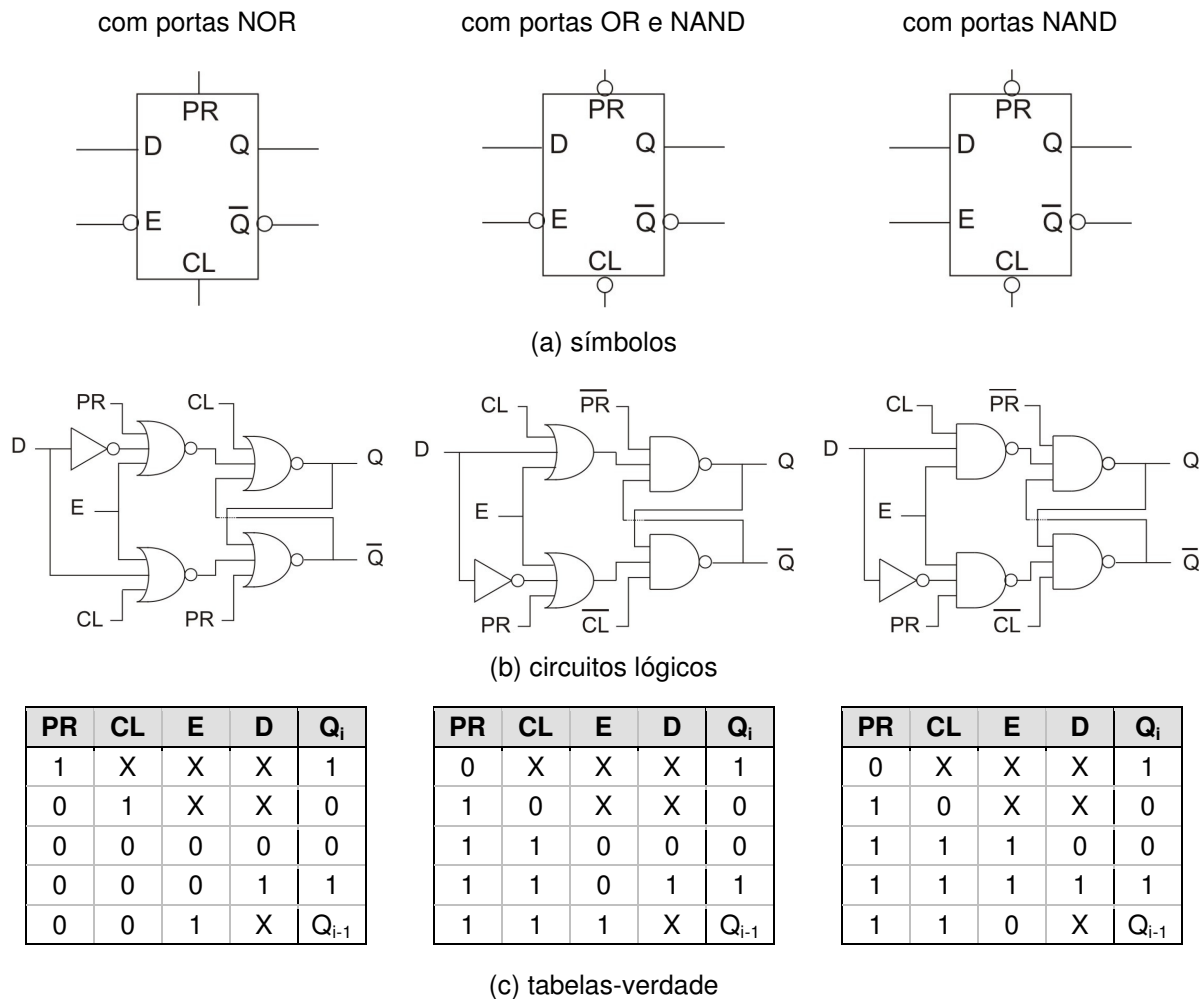 com portas NOR com portas OR e NAND com portas NAND
PR PR PR
D Q D Q D Q
E Q̅ E Q̅ E Q̅
CL CL CL
(a) símbolos
PR CL CL P̅R̅ CL P̅R̅
D Q D Q D Q
E E E
Q̅ Q̅ Q̅
CL PR PR C̅L̅ PR C̅L̅
(b) circuitos lógicos
PR CL E D Qᵢ PR CL E D Qᵢ PR CL E D Qᵢ
1 X X X 1 0 X X X 1 0 X X X 1
0 1 X X 0 1 0 X X 0 1 0 X X 0
0 0 0 0 0 1 1 0 0 0 1 1 1 0 0
0 0 0 1 1 1 1 0 1 1 1 1 1 1 1
0 0 1 X Qᵢ₋₁ 1 1 1 X Qᵢ₋₁ 1 1 0 X Qᵢ₋₁
(c) tabelas-verdade